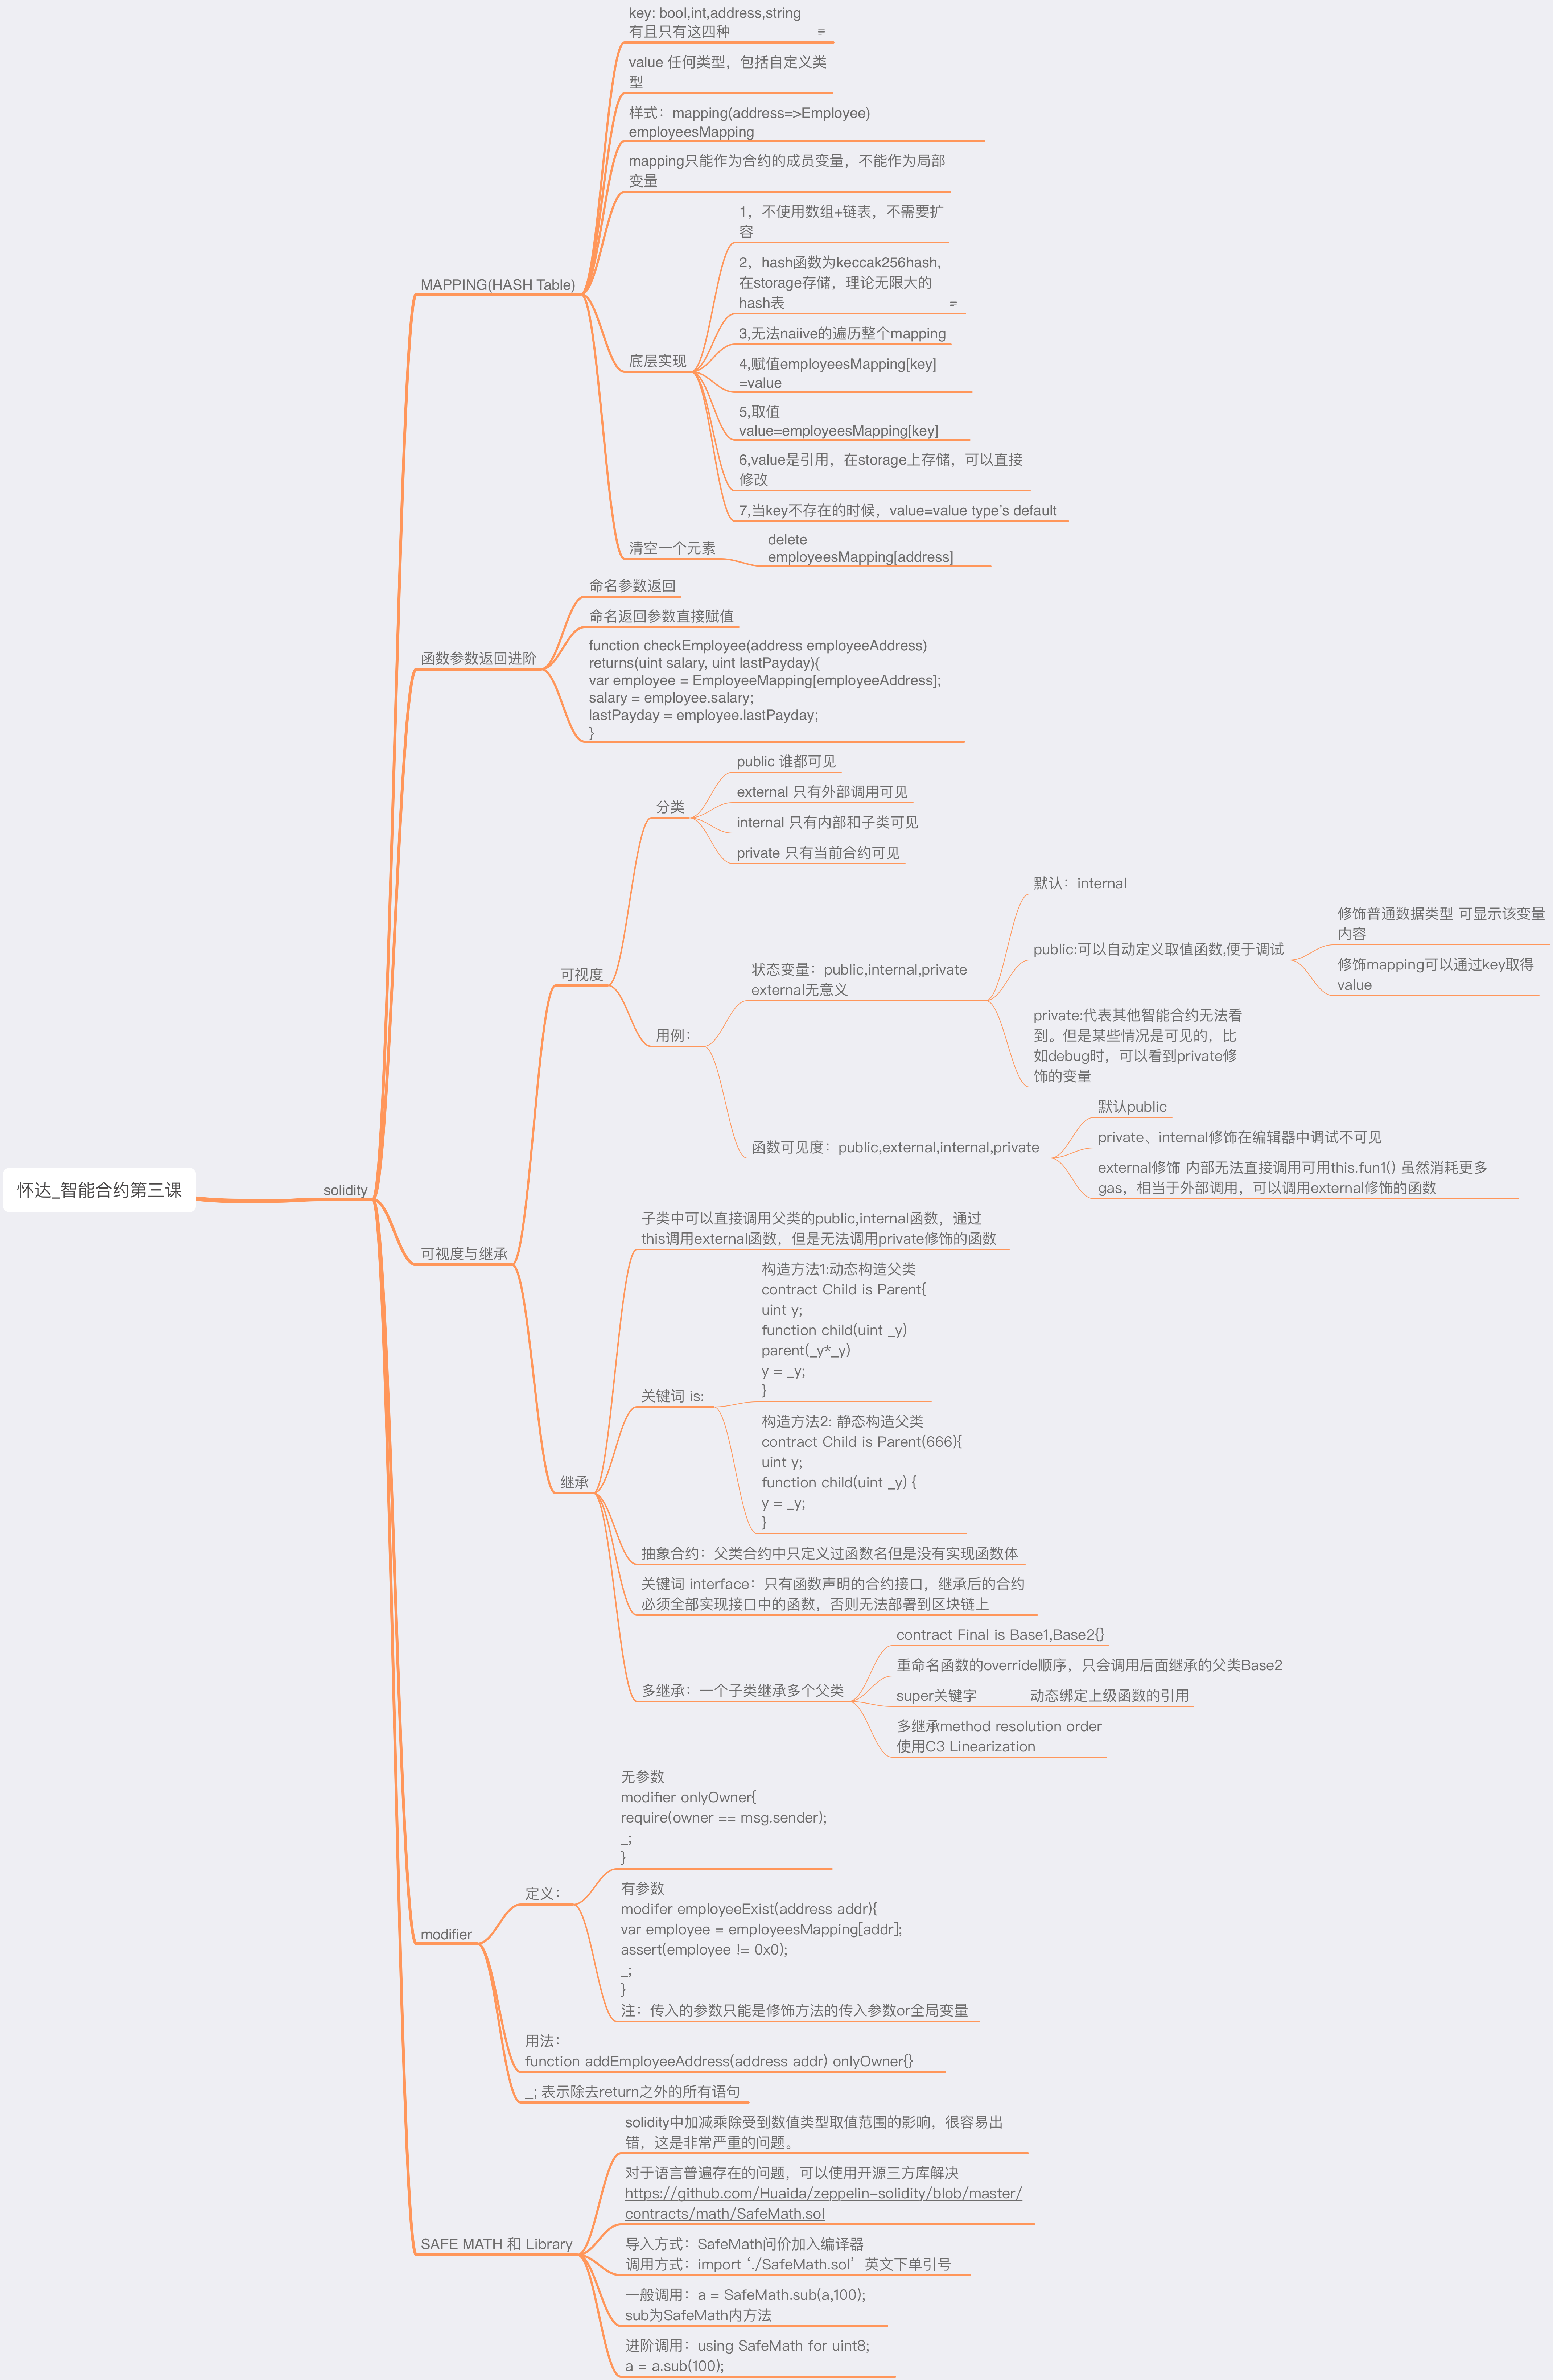 key: bool,int,address,string
有且只有这四种
value 任何类型，包括自定义类
型
样式：mapping(address=>Employee)
employeesMapping
mapping只能作为合约的成员变量，不能作为局部
变量
1，不使用数组+链表，不需要扩
容
2，hash函数为keccak256hash,
在storage存储，理论无限大的
hash表
3,无法naiive的遍历整个mapping
4,赋值employeesMapping[key]
=value
5,取值
value=employeesMapping[key]
6,value是引用，在storage上存储，可以直接
修改
7,当key不存在的时候，value=value type's default
底层实现
MAPPING(HASH Table)
清空一个元素
delete
employeesMapping[address]
命名参数返回
命名返回参数直接赋值
函数参数返回进阶
function checkEmployee(address employeeAddress)
returns(uint salary, uint lastPayday){
var employee = EmployeeMapping[employeeAddress];
salary = employee.salary;
lastPayday = employee.lastPayday;
}
public 谁都可见
external 只有外部调用可见
internal 只有内部和子类可见
private 只有当前合约可见
分类
可视度
用例：
状态变量：public,internal,private
external无意义
默认：internal
public:可以自动定义取值函数,便于调试
修饰普通数据类型 可显示该变量
内容
修饰mapping可以通过key取得
value
private:代表其他智能合约无法看
到。但是某些情况是可见的，比
如debug时，可以看到private修
饰的变量
函数可见度：public,external,internal,private
默认public
private、internal修饰在编辑器中调试不可见
external修饰 内部无法直接调用可用this.fun1() 虽然消耗更多
gas，相当于外部调用，可以调用external修饰的函数
怀达_智能合约第三课
solidity
可视度与继承
子类中可以直接调用父类的public,internal函数，通过
this调用external函数，但是无法调用private修饰的函数
关键词 is:
构造方法1:动态构造父类
contract Child is Parent{
uint y;
function child(uint _y)
parent(_y*_y)
y = _y;
}
构造方法2: 静态构造父类
contract Child is Parent(666){
uint y;
function child(uint _y) {
y = _y;
}
继承
抽象合约：父类合约中只定义过函数名但是没有实现函数体
关键词 interface：只有函数声明的合约接口，继承后的合约
必须全部实现接口中的函数，否则无法部署到区块链上
多继承：一个子类继承多个父类
contract Final is Base1,Base2{}
重命名函数的override顺序，只会调用后面继承的父类Base2
super关键字 动态绑定上级函数的引用
多继承method resolution order
使用C3 Linearization
modifier
定义：
无参数
modifier onlyOwner{
require(owner == msg.sender);
_;
}
有参数
modifer employeeExist(address addr){
var employee = employeesMapping[addr];
assert(employee != 0x0);
_;
}
注：传入的参数只能是修饰方法的传入参数or全局变量
用法：
function addEmployeeAddress(address addr) onlyOwner{}
_; 表示除去return之外的所有语句
SAFE MATH 和 Library
solidity中加减乘除受到数值类型取值范围的影响，很容易出
错，这是非常严重的问题。
对于语言普遍存在的问题，可以使用开源三方库解决
https://github.com/Huaida/zeppelin-solidity/blob/master/
contracts/math/SafeMath.sol
导入方式：SafeMath问价加入编译器
调用方式：import ‘./SafeMath.sol’ 英文下单引号
一般调用：a = SafeMath.sub(a,100);
sub为SafeMath内方法
进阶调用：using SafeMath for uint8;
a = a.sub(100);